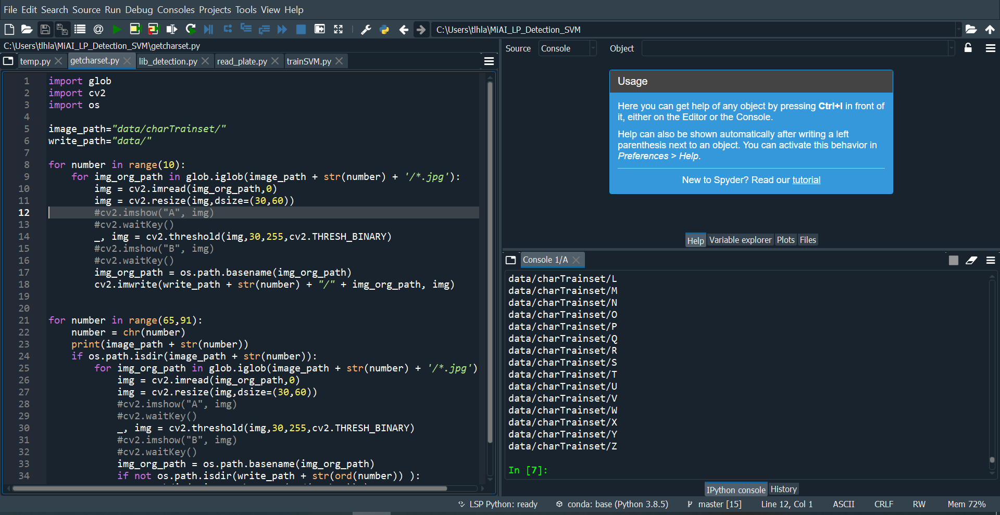 File Edit Search Source Run Debug Consoles Projects Tools View Help
C:\Users\tlhla\MiAI_LP_Detection_SVM
C:\Users\tlhla\MiAI_LP_Detection_SVM\getcharset.py
temp.py getcharset.py lib_detection.py read_plate.py trainSVM.py
1 import glob
2 import cv2
3 import os
4
5 image_path="data/charTrainset/"
6 write_path="data/"
7
8 for number in range(10):
9     for img_org_path in glob.iglob(image_path + str(number) + '/*.jpg'):
10         img = cv2.imread(img_org_path,0)
11         img = cv2.resize(img,dsize=(30,60))
12         #cv2.imshow("A", img)
13         #cv2.waitKey()
14         _, img = cv2.threshold(img,30,255,cv2.THRESH_BINARY)
15         #cv2.imshow("B", img)
16         #cv2.waitKey()
17         img_org_path = os.path.basename(img_org_path)
18         cv2.imwrite(write_path + str(number) + "/" + img_org_path, img)
19
20
21 for number in range(65,91):
22     number = chr(number)
23     print(image_path + str(number))
24     if os.path.isdir(image_path + str(number)):
25         for img_org_path in glob.iglob(image_path + str(number) + '/*.jpg')
26             img = cv2.imread(img_org_path,0)
27             img = cv2.resize(img,dsize=(30,60))
28             #cv2.imshow("A", img)
29             #cv2.waitKey()
30             _, img = cv2.threshold(img,30,255,cv2.THRESH_BINARY)
31             #cv2.imshow("B", img)
32             #cv2.waitKey()
33             img_org_path = os.path.basename(img_org_path)
34             if not os.path.isdir(write_path + str(ord(number)) ):
Source Console Object
Usage
Here you can get help of any object by pressing Ctrl+I in front of
it, either on the Editor or the Console.
Help can also be shown automatically after writing a left
parenthesis next to an object. You can activate this behavior in
Preferences > Help.
New to Spyder? Read our tutorial
Help Variable explorer Plots Files
Console 1/A
data/charTrainset/L
data/charTrainset/M
data/charTrainset/N
data/charTrainset/O
data/charTrainset/P
data/charTrainset/Q
data/charTrainset/R
data/charTrainset/S
data/charTrainset/T
data/charTrainset/U
data/charTrainset/V
data/charTrainset/W
data/charTrainset/X
data/charTrainset/Y
data/charTrainset/Z
In [7]:
IPython console History
LSP Python: ready conda: base (Python 3.8.5) master [15] Line 12, Col 1 ASCII CRLF RW Mem 72%